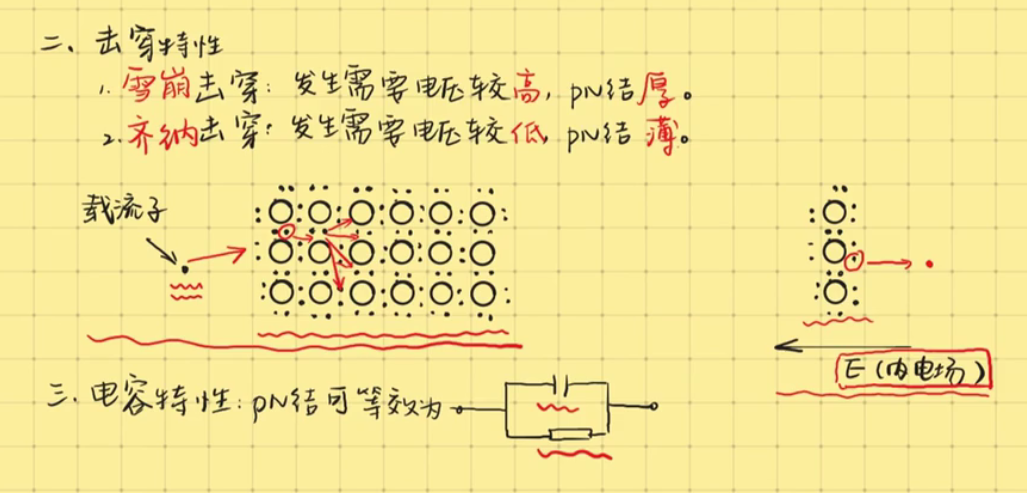 二、击穿特性
1. 雪崩击穿：发生需要电压较高，pN结厚。
2. 齐纳击穿：发生需要电压较低，pN结薄。
载流子
E（内电场）
三、电容特性：pN结可等效为